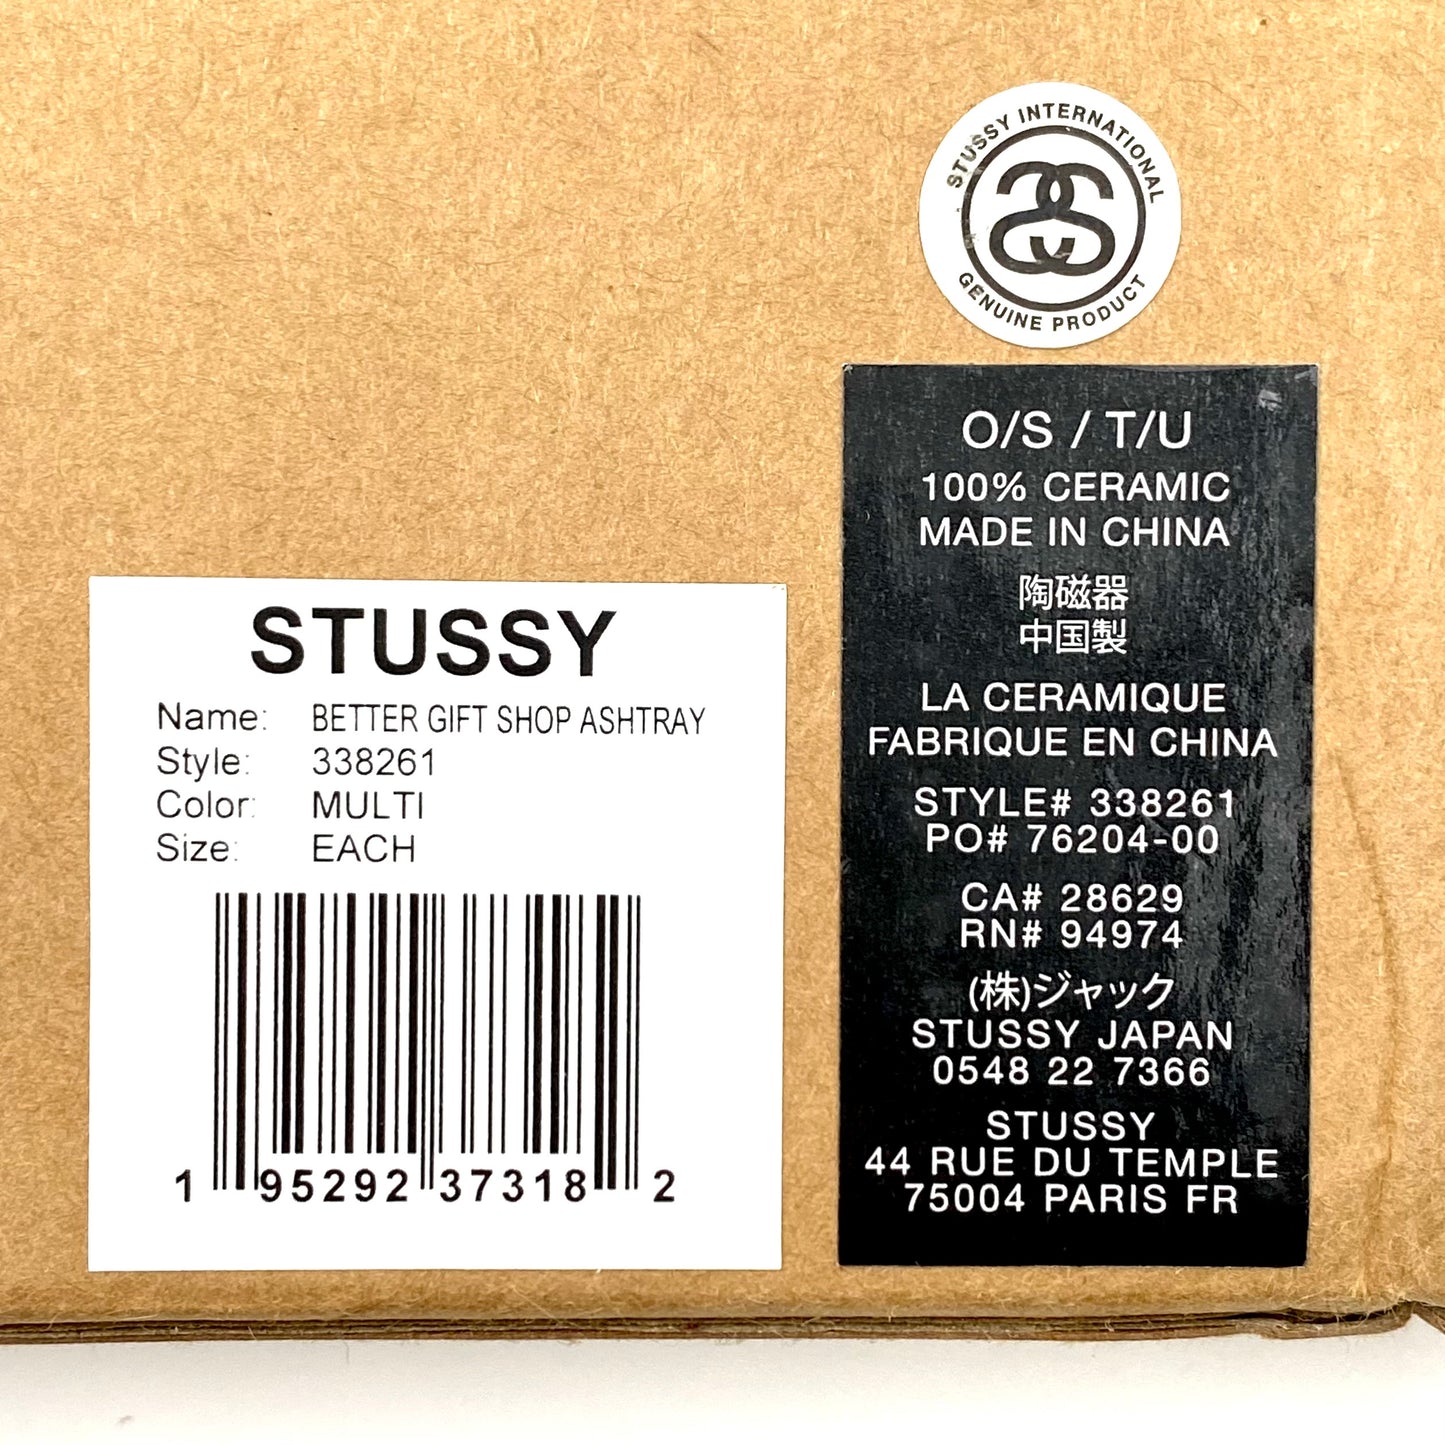 STUSSY INTERNATIONAL
GENUINE PRODUCT
O/S / T/U
100% CERAMIC
MADE IN CHINA
陶磁器
中国製
LA CERAMIQUE
FABRIQUE EN CHINA
STYLE# 338261
PO# 76204-00
CA# 28629
RN# 94974
(株)ジャック
STUSSY JAPAN
0548 22 7366
STUSSY
44 RUE DU TEMPLE
75004 PARIS FR
STUSSY
Name: BETTER GIFT SHOP ASHTRAY
Style: 338261
Color: MULTI
Size: EACH
1 95292 37318 2